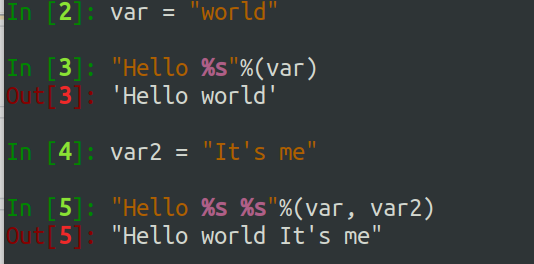 In [2]: var = "world"
In [3]: "Hello %s"%(var)
Out[3]: 'Hello world'
In [4]: var2 = "It's me"
In [5]: "Hello %s %s"%(var, var2)
Out[5]: "Hello world It's me"